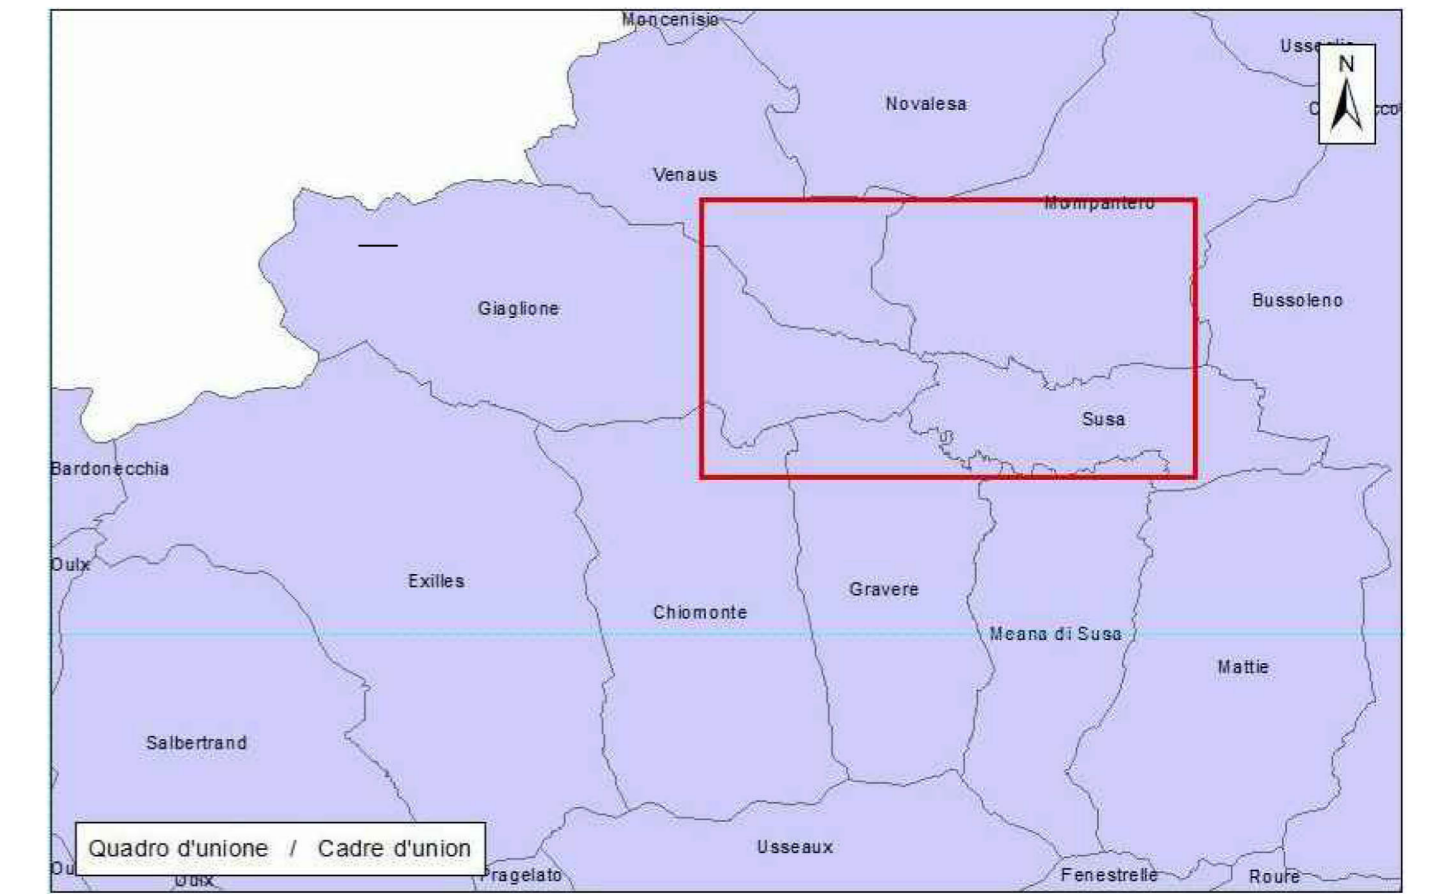 Moncenisio
N
Novalesa
Venaus
Mompantero
Giaglione
Bussoleno
Susa
Bardonecchia
Oulx
Exilles
Gravere
Chiomonte
Meana di Susa
Mattie
Salbertrand
Quadro d'unione / Cadre d'union
Usseaux
Oulx
Pragelato
Fenestrelle
Roure